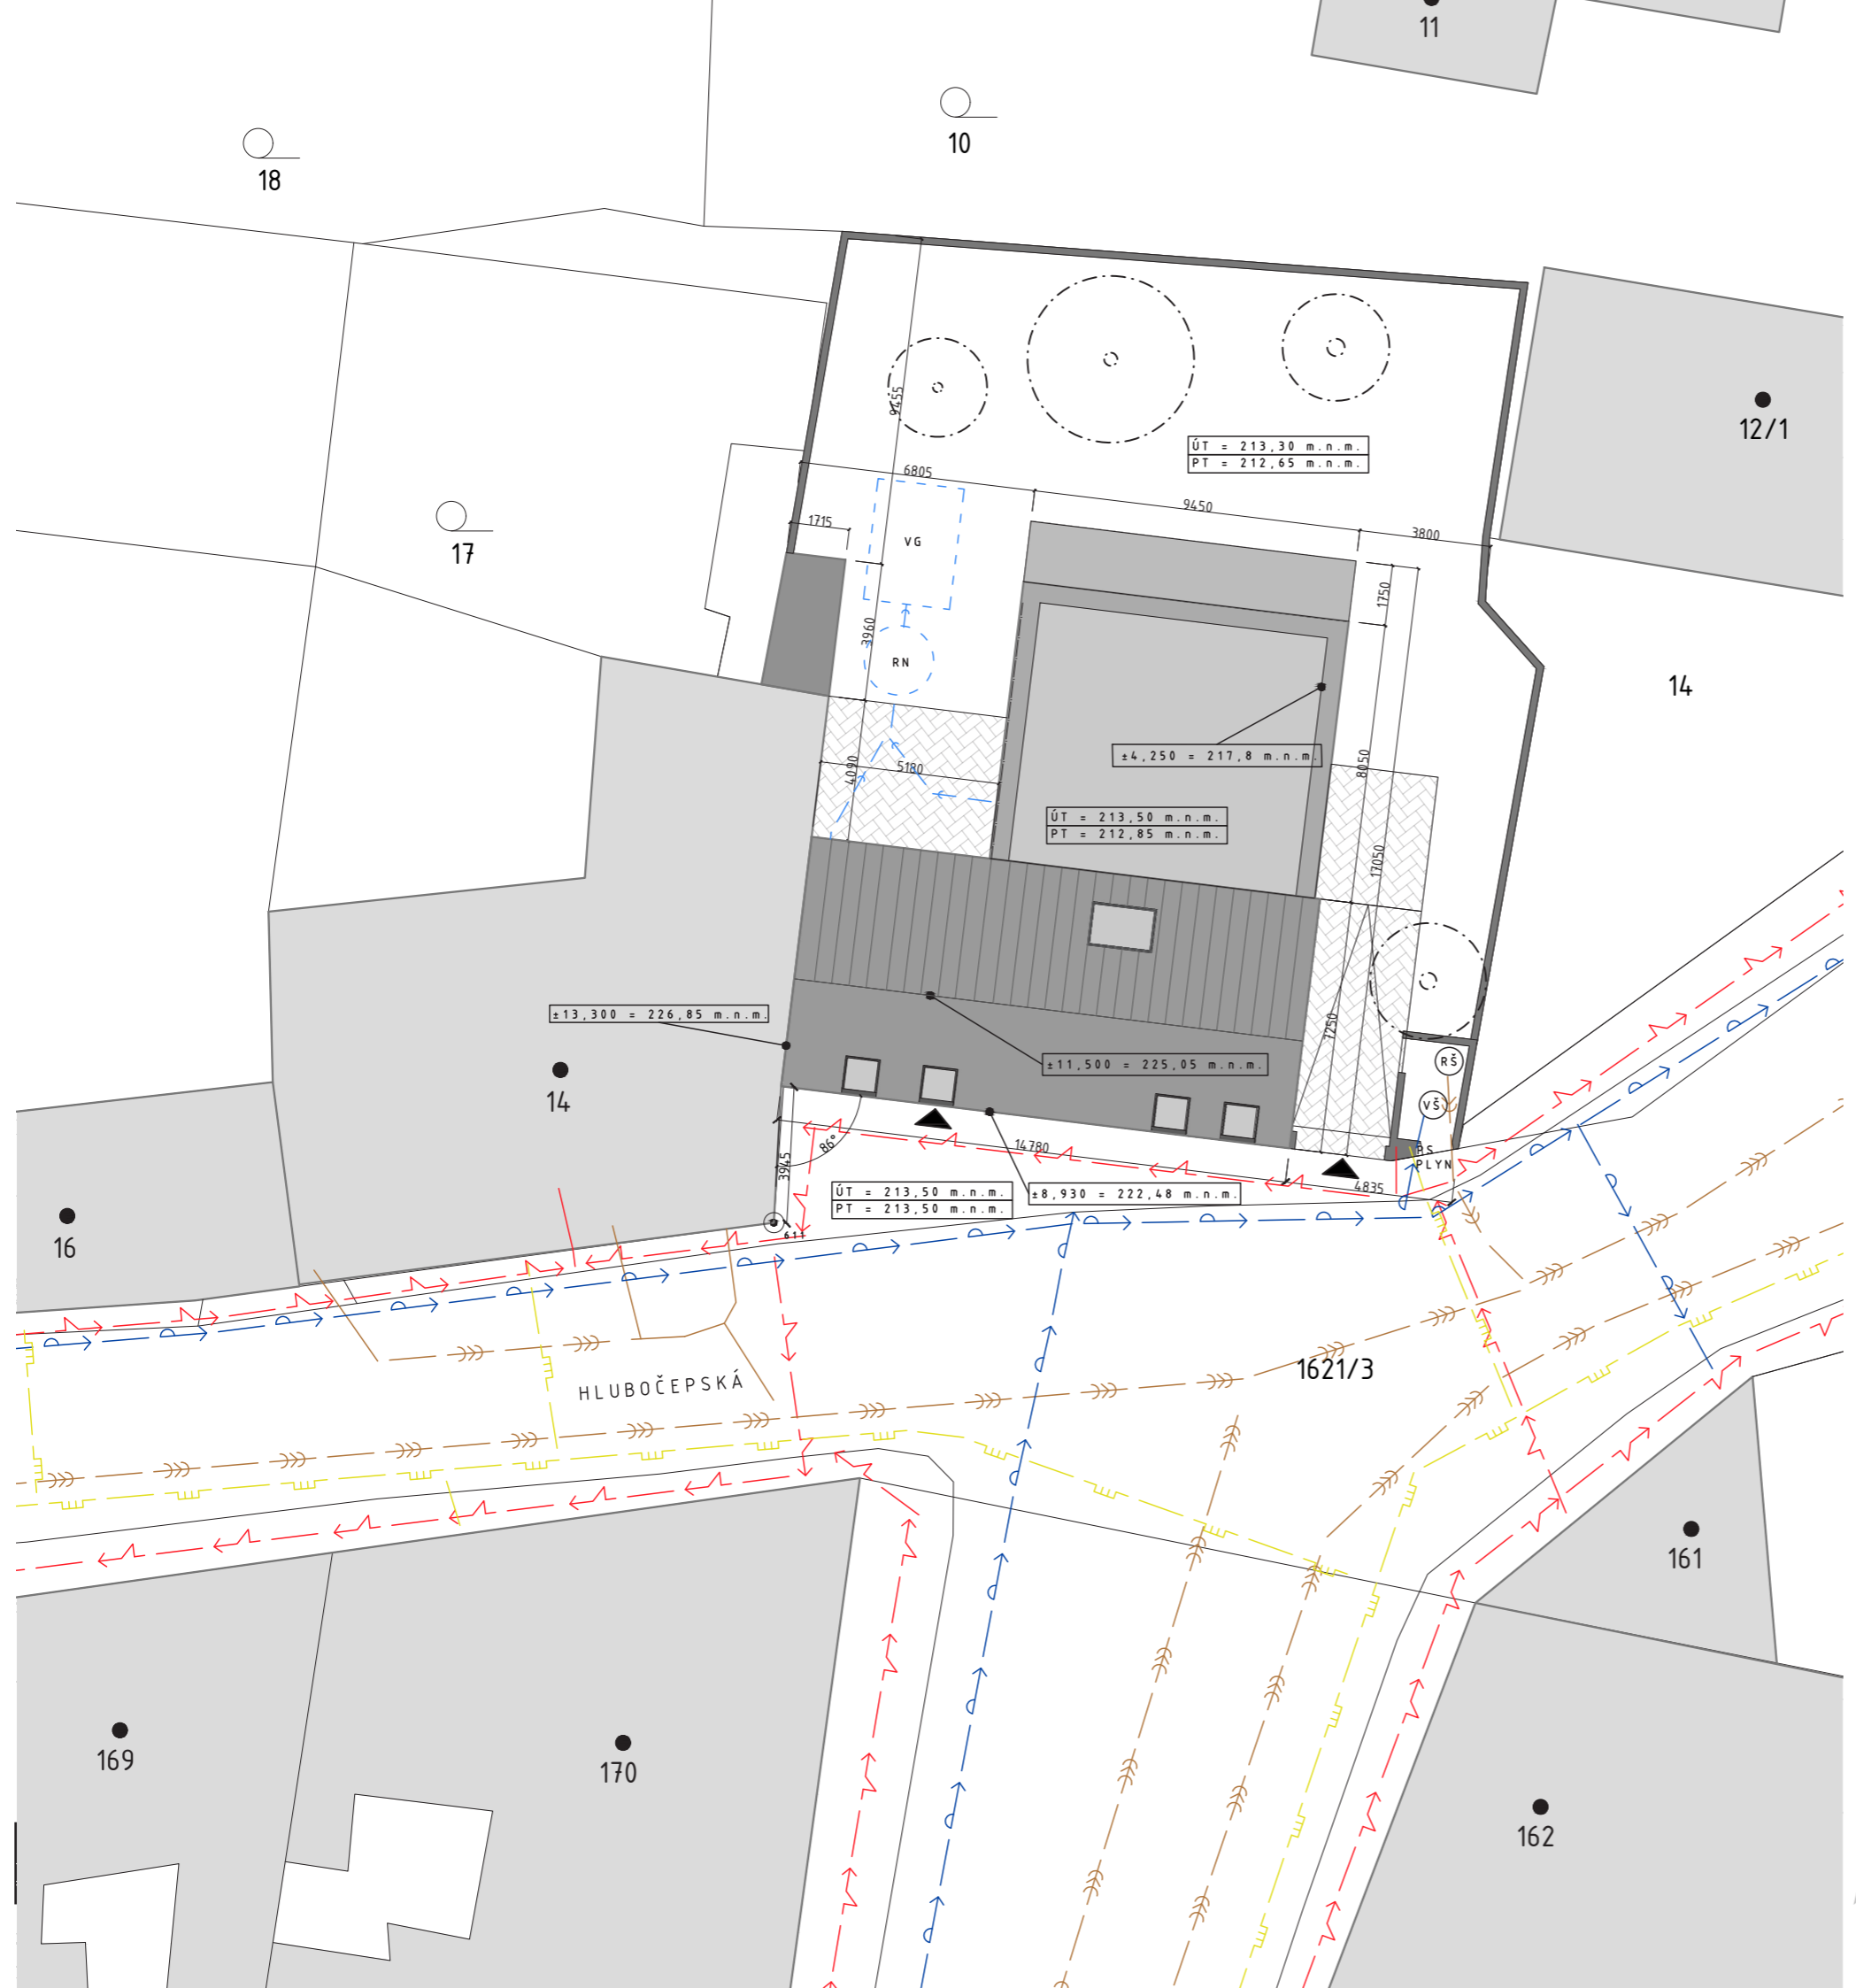 11
10
18
12/1
9455
ÚT = 213,30 m.n.m.
PT = 212,65 m.n.m.
6805
9450
3800
1715
17
VG
1750
3960
RN
14
±4,250 = 217,8 m.n.m.
8050
4090
5180
ÚT = 213,50 m.n.m.
PT = 212,85 m.n.m.
17050
±13,300 = 226,85 m.n.m.
7250
±11,500 = 225,05 m.n.m.
RŠ
14
VŠ
86°
14780
PS
PLYN
3945
4835
ÚT = 213,50 m.n.m.
PT = 213,50 m.n.m.
±8,930 = 222,48 m.n.m.
611
16
1621/3
HLUBOČEPSKÁ
161
169
170
162